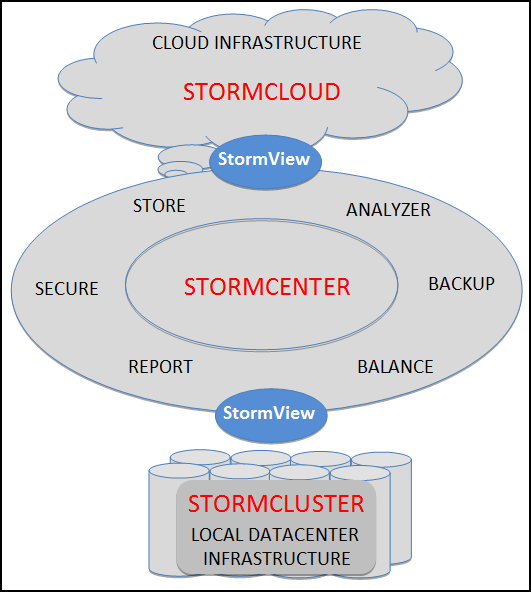 CLOUD INFRASTRUCTURE
STORMCLOUD
StormView
STORE
ANALYZER
SECURE
STORMCENTER
BACKUP
REPORT
BALANCE
StormView
STORMCLUSTER
LOCAL DATACENTER
INFRASTRUCTURE